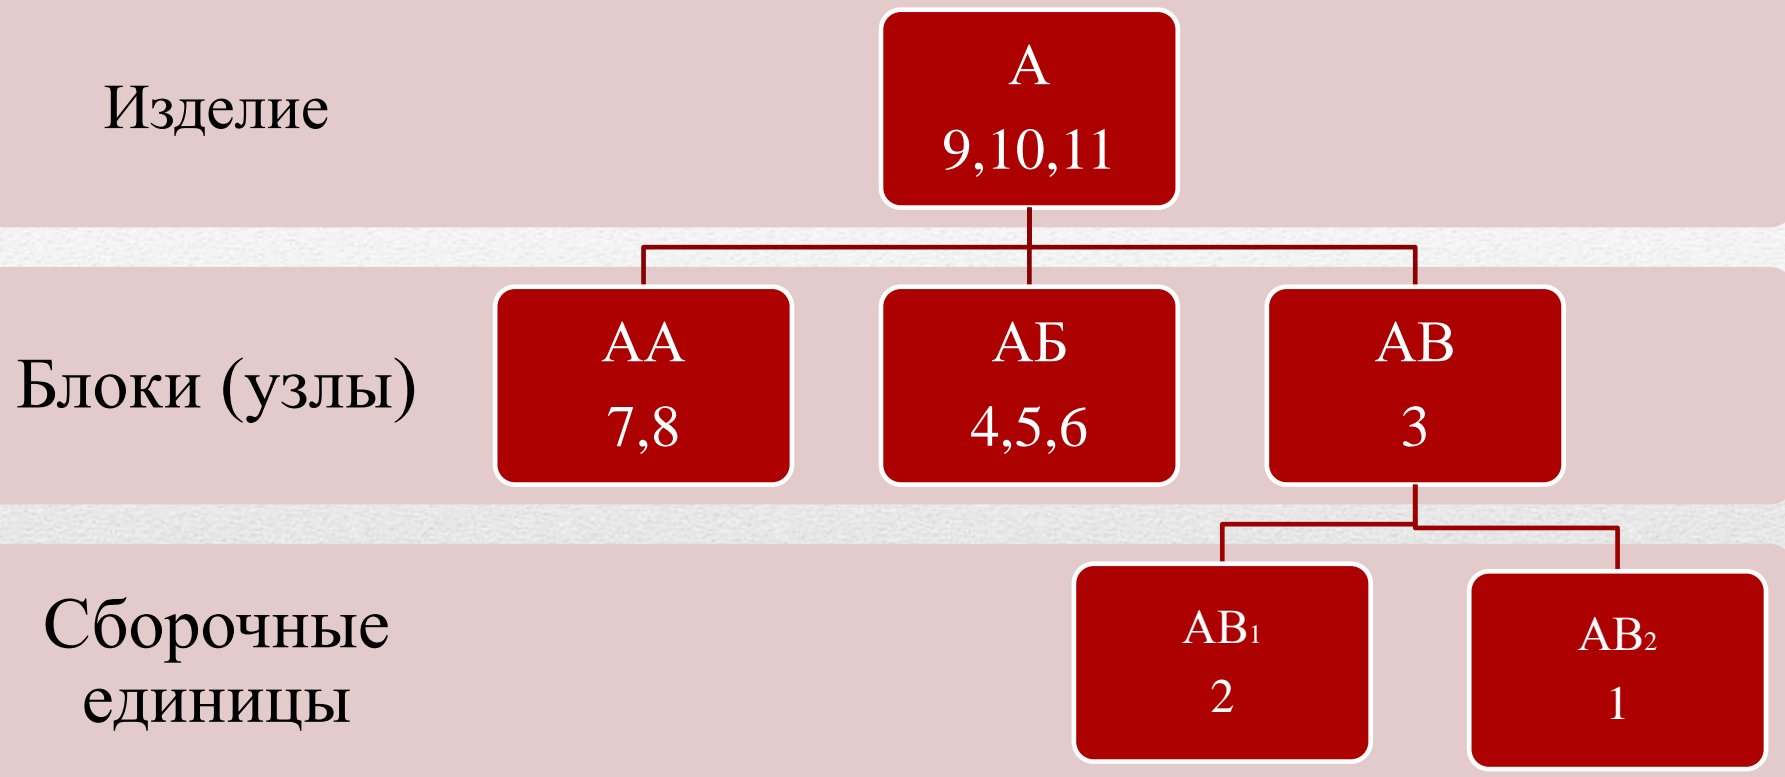 Изделие
А
9,10,11
Блоки (узлы)
АА
7,8
АБ
4,5,6
АВ
3
Сборочные
единицы
АВ₁
2
АВ₂
1